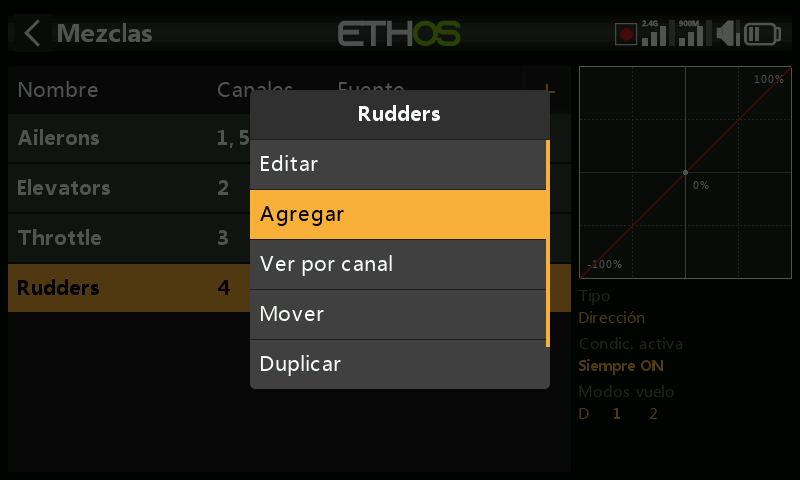 Mezclas
ETHOS
2.4G
900M
Nombre Canales Fuente +
Ailerons 1, 5
Elevators 2
Throttle 3
Rudders 4
Rudders
Editar
Agregar
Ver por canal
Mover
Duplicar
100%
0%
-100%
Tipo
Dirección
Condic. activa
Siempre ON
Modos vuelo
D 1 2